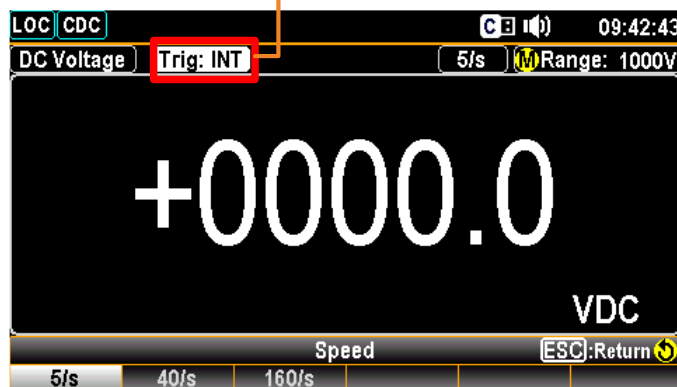 LOC CDC C 09:42:43
DC Voltage Trig: INT 5/s M Range: 1000V
+0000.0
VDC
Speed ESC:Return
5/s 40/s 160/s